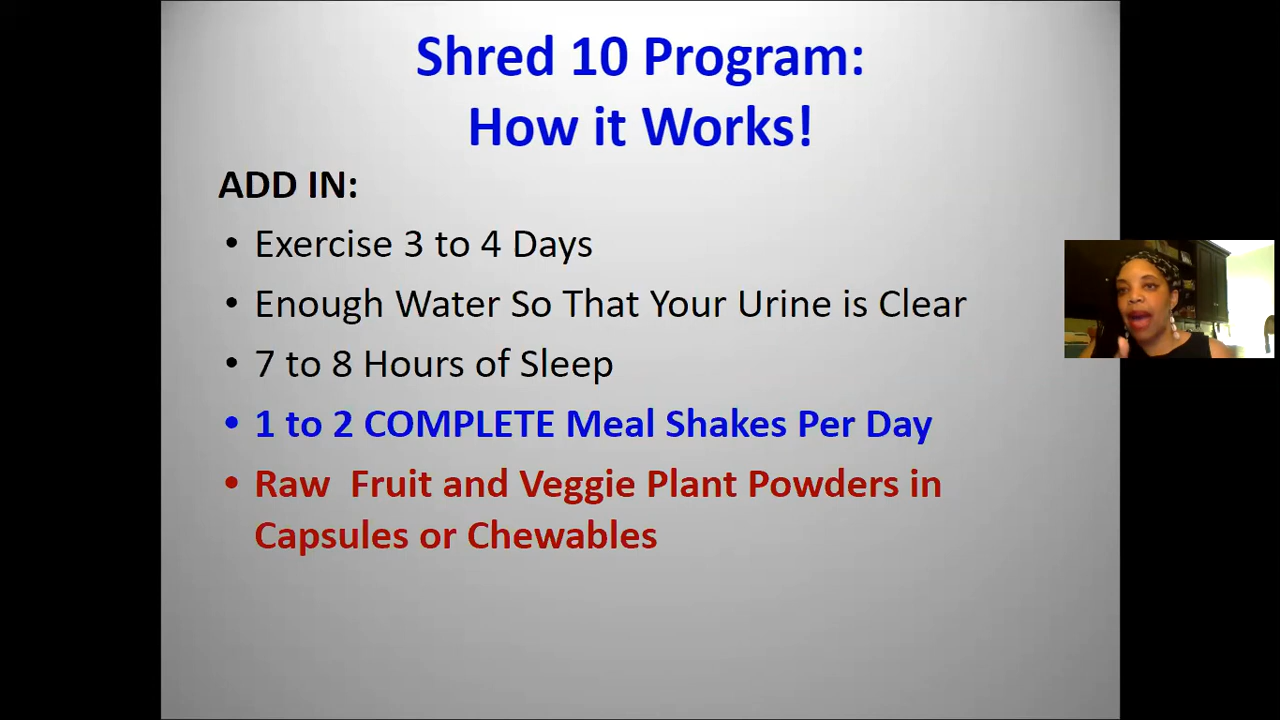 Shred 10 Program:
How it Works!
ADD IN:
• Exercise 3 to 4 Days
• Enough Water So That Your Urine is Clear
• 7 to 8 Hours of Sleep
• 1 to 2 COMPLETE Meal Shakes Per Day
• Raw  Fruit and Veggie Plant Powders in
Capsules or Chewables